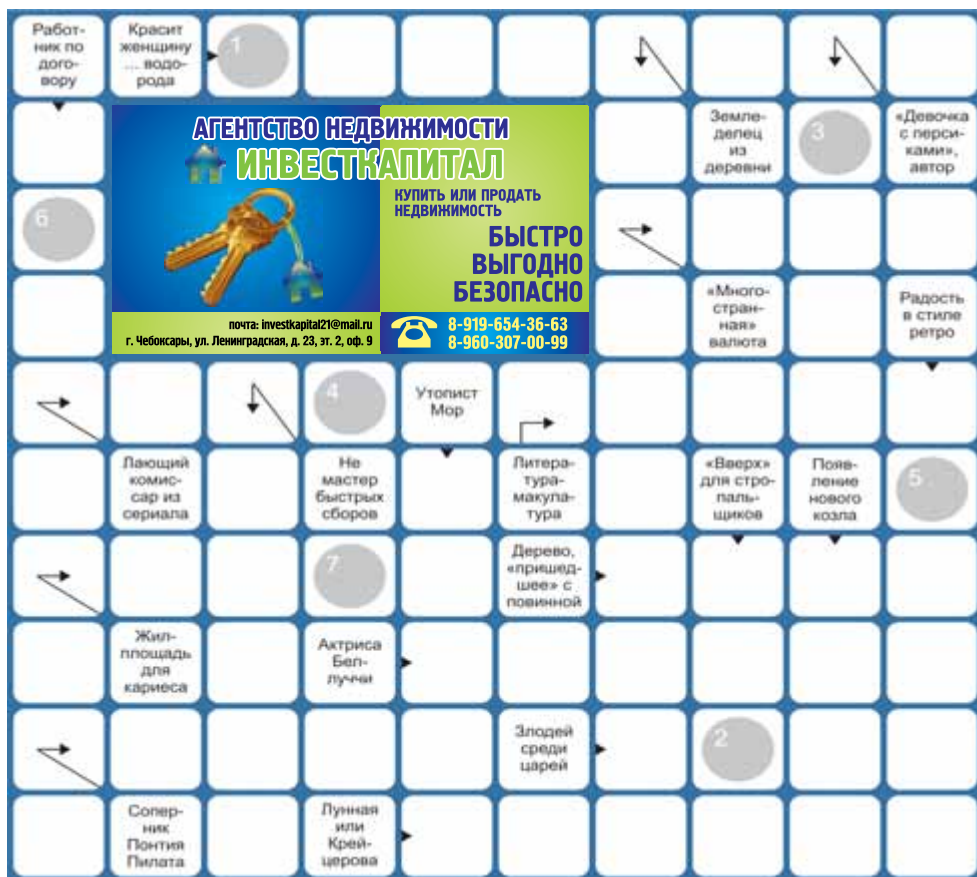 Работ-
ник по
дого-
вору
Красит
женщину
... водо-
рода
1
АГЕНТСТВО НЕДВИЖИМОСТИ
ИНВЕСТКАПИТАЛ
КУПИТЬ ИЛИ ПРОДАТЬ
НЕДВИЖИМОСТЬ
БЫСТРО
ВЫГОДНО
БЕЗОПАСНО
почта: investkapital21@mail.ru
г. Чебоксары, ул. Ленинградская, д. 23, эт. 2, оф. 9
8-919-654-36-63
8-960-307-00-99
Земле-
делец
из
деревни
3
«Девочка
с перси-
ками»,
автор
6
«Много-
стран-
ная»
валюта
Радость
в стиле
ретро
4
Утопист
Мор
Лающий
комис-
сар из
сериала
Не
мастер
быстрых
сборов
Литера-
тура-
макула-
тура
«Вверх»
для стро-
паль-
щиков
Появ-
ление
нового
козла
5
7
Дерево,
«пришед-
шее» с
повинной
Жил-
площадь
для
кариеса
Актриса
Бел-
луччи
Злодей
среди
царей
2
Сопер-
ник
Понтия
Пилата
Лунная
или
Крей-
церова